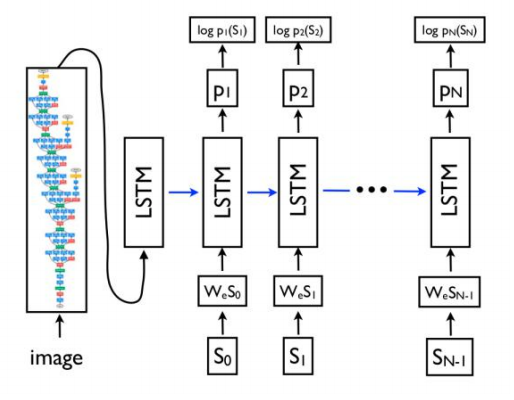 log p₁(S₁) log p₂(S₂) log pN(SN)
p₁ p₂ pN
LSTM LSTM LSTM LSTM
WeS₀ WeS₁ WeSN-1
image S₀ S₁ SN-1